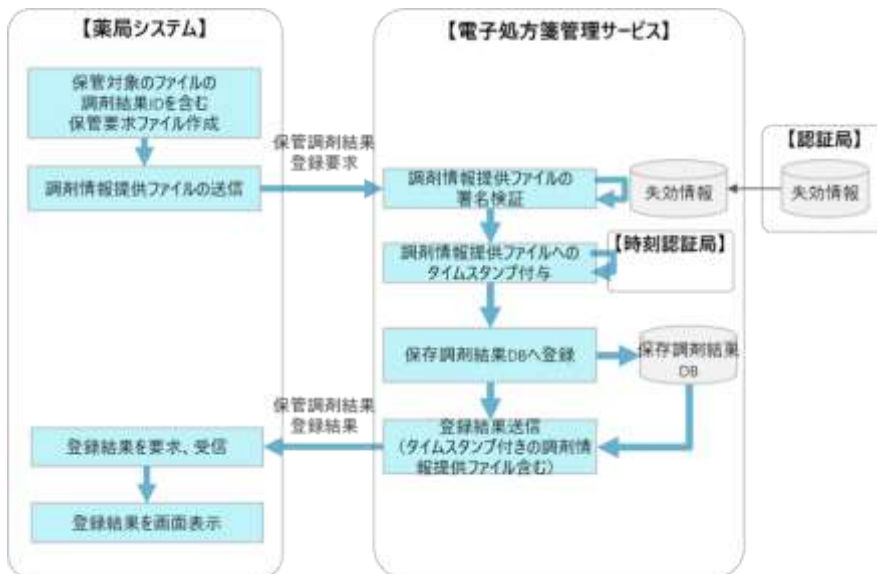 【薬局システム】
保管対象のファイルの
調剤結果IDを含む
保管要求ファイル作成
調剤情報提供ファイルの送信
保管調剤結果
登録要求
【電子処方箋管理サービス】
調剤情報提供ファイルの
署名検証
失効情報
【認証局】
失効情報
調剤情報提供ファイルへの
タイムスタンプ付与
【時刻認証局】
保存調剤結果DBへ登録
保存調剤結果
DB
保管調剤結果
登録結果
登録結果送信
(タイムスタンプ付きの調剤情
報提供ファイル含む)
登録結果を要求、受信
登録結果を画面表示